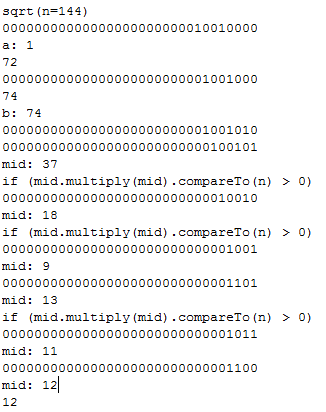 sqrt(n=144)
00000000000000000000000010010000
a: 1
72
00000000000000000000000001001000
74
b: 74
00000000000000000000000001001010
00000000000000000000000000100101
mid: 37
if (mid.multiply(mid).compareTo(n) > 0)
00000000000000000000000000010010
mid: 18
if (mid.multiply(mid).compareTo(n) > 0)
00000000000000000000000000001001
mid: 9
00000000000000000000000000001101
mid: 13
if (mid.multiply(mid).compareTo(n) > 0)
00000000000000000000000000001011
mid: 11
00000000000000000000000000001100
mid: 12
12